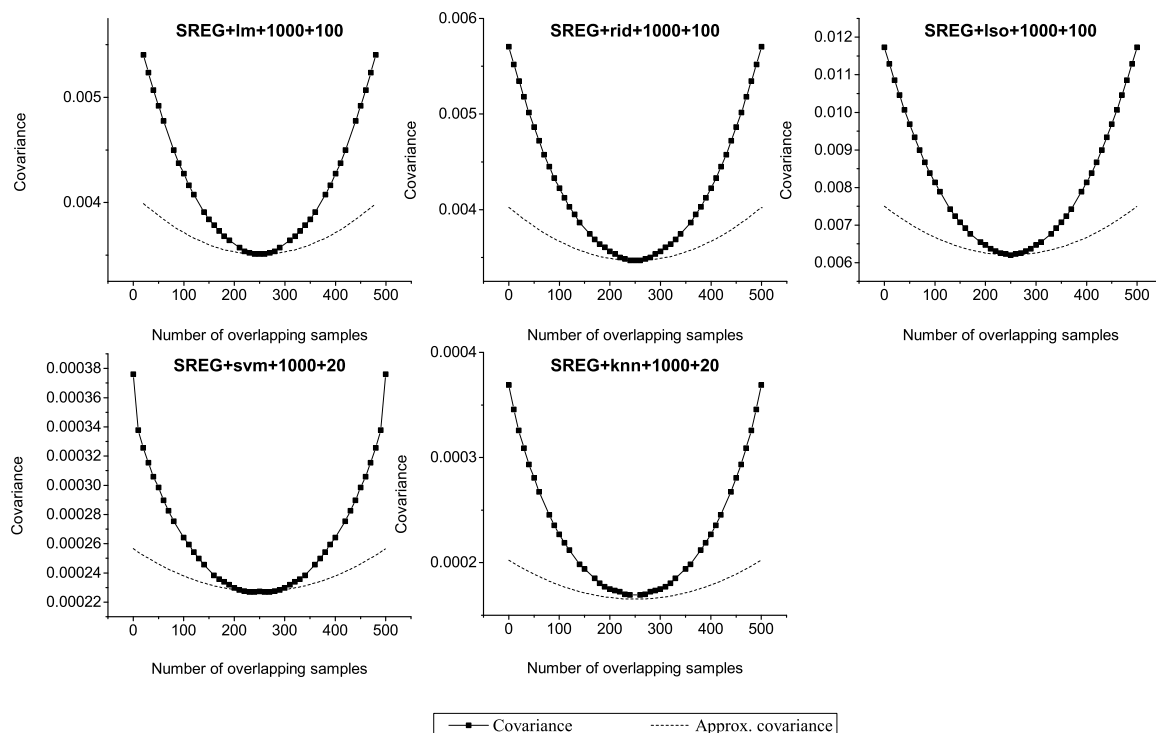 SREG+lm+1000+100
Covariance
0.005
0.004
0 100 200 300 400 500
Number of overlapping samples
SREG+rid+1000+100
Covariance
0.006
0.005
0.004
0 100 200 300 400 500
Number of overlapping samples
SREG+lso+1000+100
Covariance
0.012
0.011
0.010
0.009
0.008
0.007
0.006
0 100 200 300 400 500
Number of overlapping samples
SREG+svm+1000+20
Covariance
0.00038
0.00036
0.00034
0.00032
0.00030
0.00028
0.00026
0.00024
0.00022
0 100 200 300 400 500
Number of overlapping samples
SREG+knn+1000+20
Covariance
0.0004
0.0003
0.0002
0 100 200 300 400 500
Number of overlapping samples
Covariance
Approx. covariance